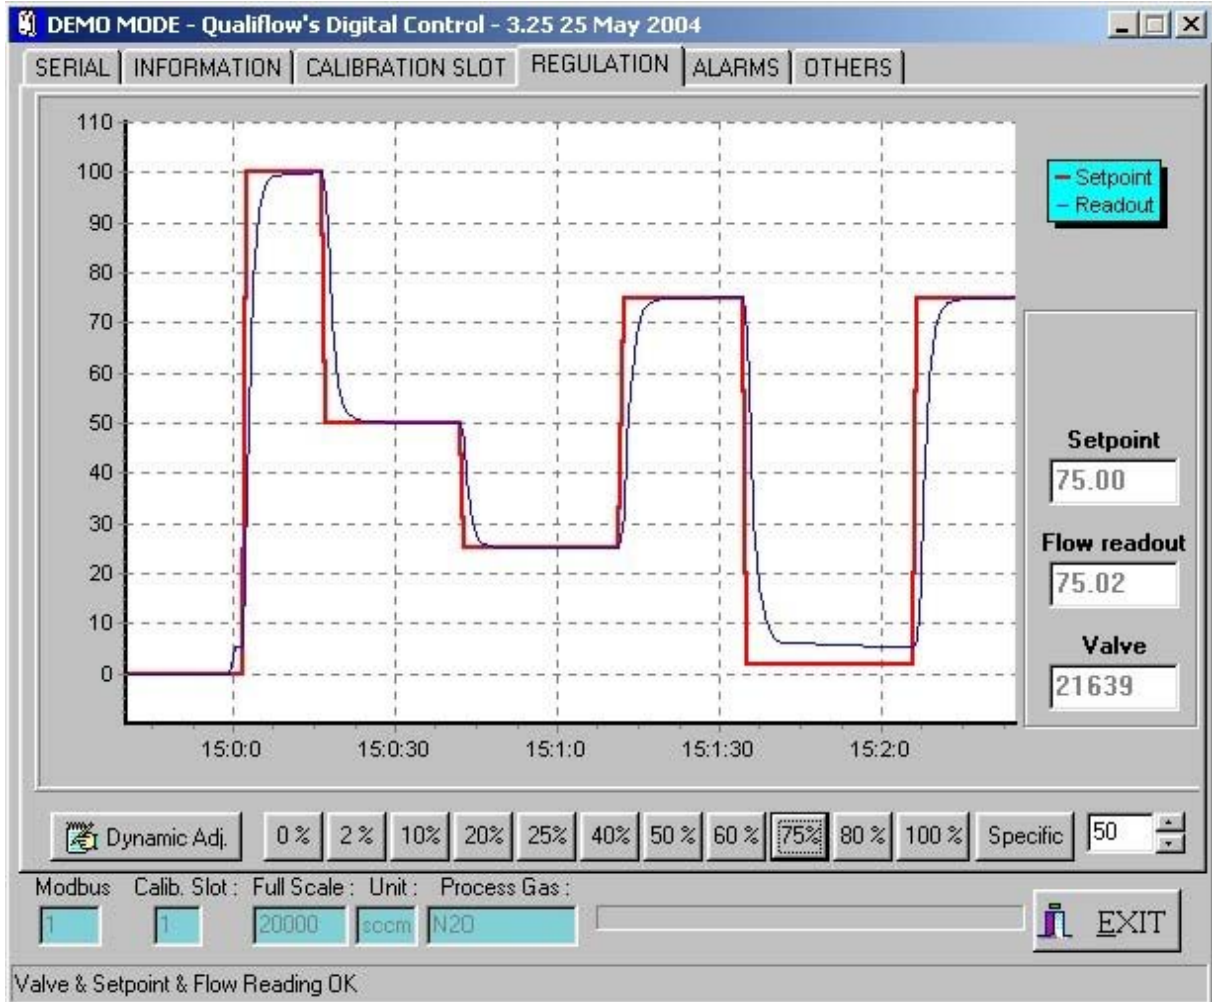 DEMO MODE - Qualiflow's Digital Control - 3.25 25 May 2004
SERIAL INFORMATION CALIBRATION SLOT REGULATION ALARMS OTHERS
110
100
90
80
70
60
50
40
30
20
10
0
15:0:0 15:0:30 15:1:0 15:1:30 15:2:0
Setpoint
Readout
Setpoint
75.00
Flow readout
75.02
Valve
21639
Dynamic Adj. 0 % 2 % 10% 20% 25% 40% 50 % 60 % 75% 80 % 100 % Specific 50
Modbus Calib. Slot : Full Scale : Unit : Process Gas :
1 1 20000 sccm N2O
EXIT
Valve & Setpoint & Flow Reading OK